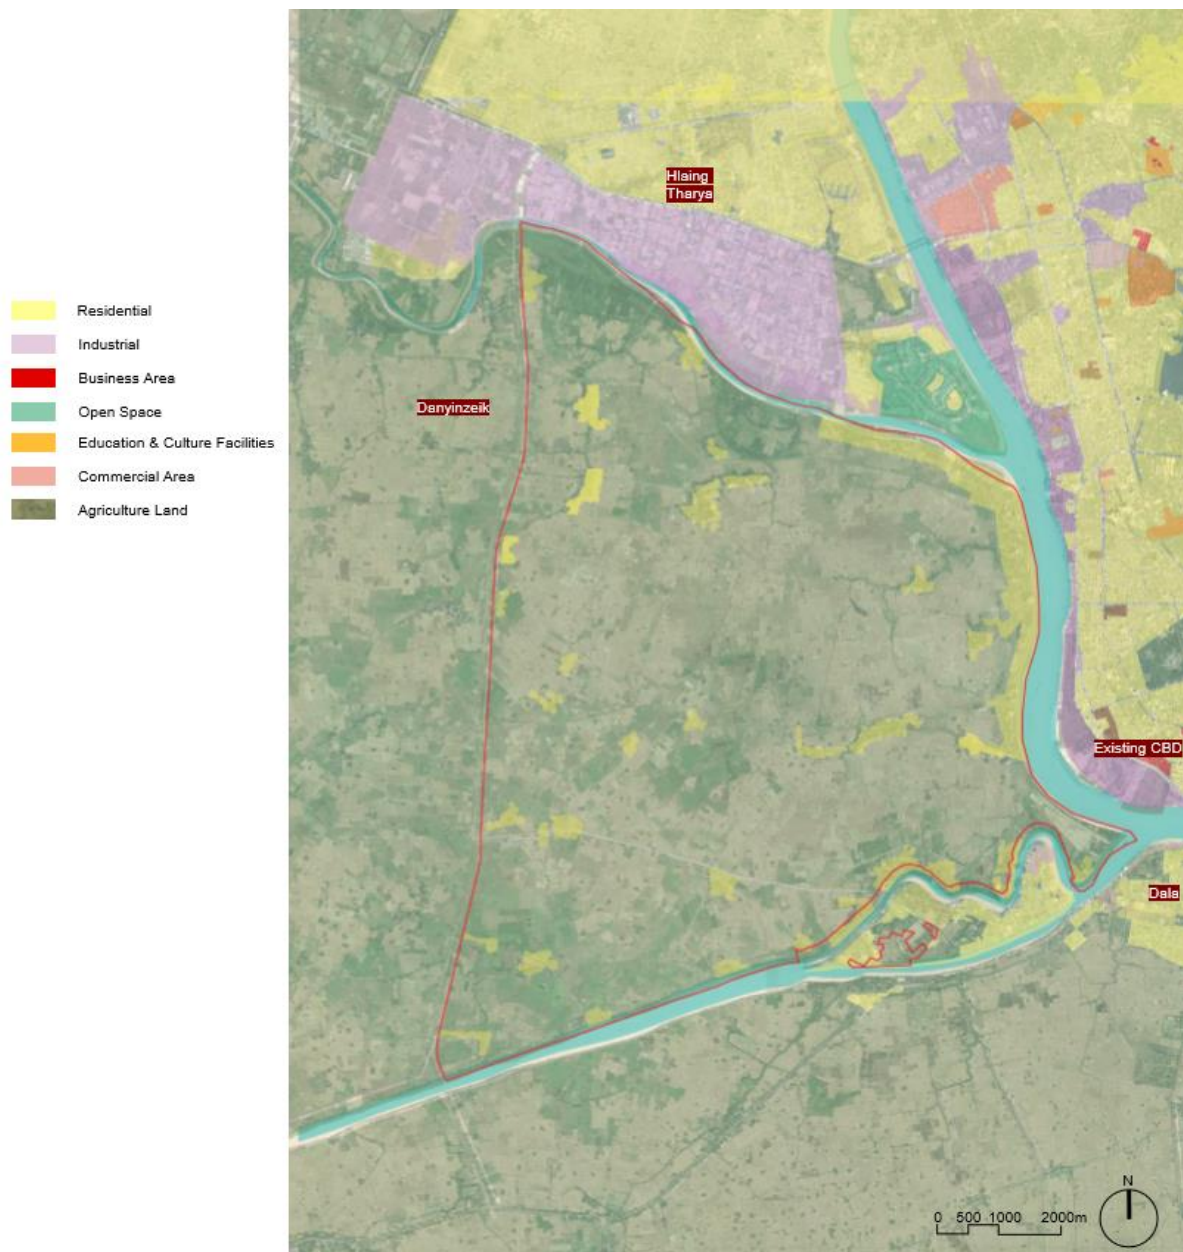 Hlaing
Tharya
Residential
Industrial
Business Area
Danyinzeik
Open Space
Education & Culture Facilities
Commercial Area
Agriculture Land
Existing CBD
Dala
N
0 500 1000 2000m